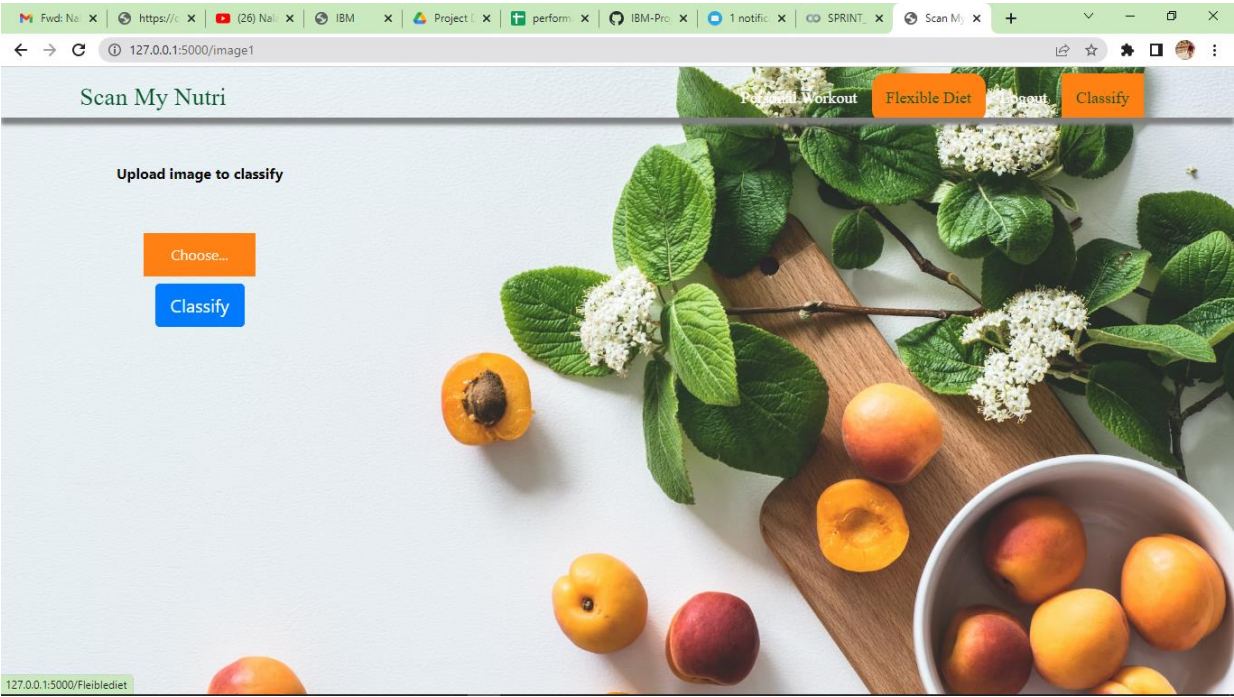 Fwd: Na
https://c
(26) Nal
IBM
Project
perform
IBM-Pro
1 notific
SPRINT_
Scan My
127.0.0.1:5000/image1
Scan My Nutri
Personal Workout
Flexible Diet
Logout
Classify
Upload image to classify
Choose...
Classify
127.0.0.1:5000/Fleiblediet